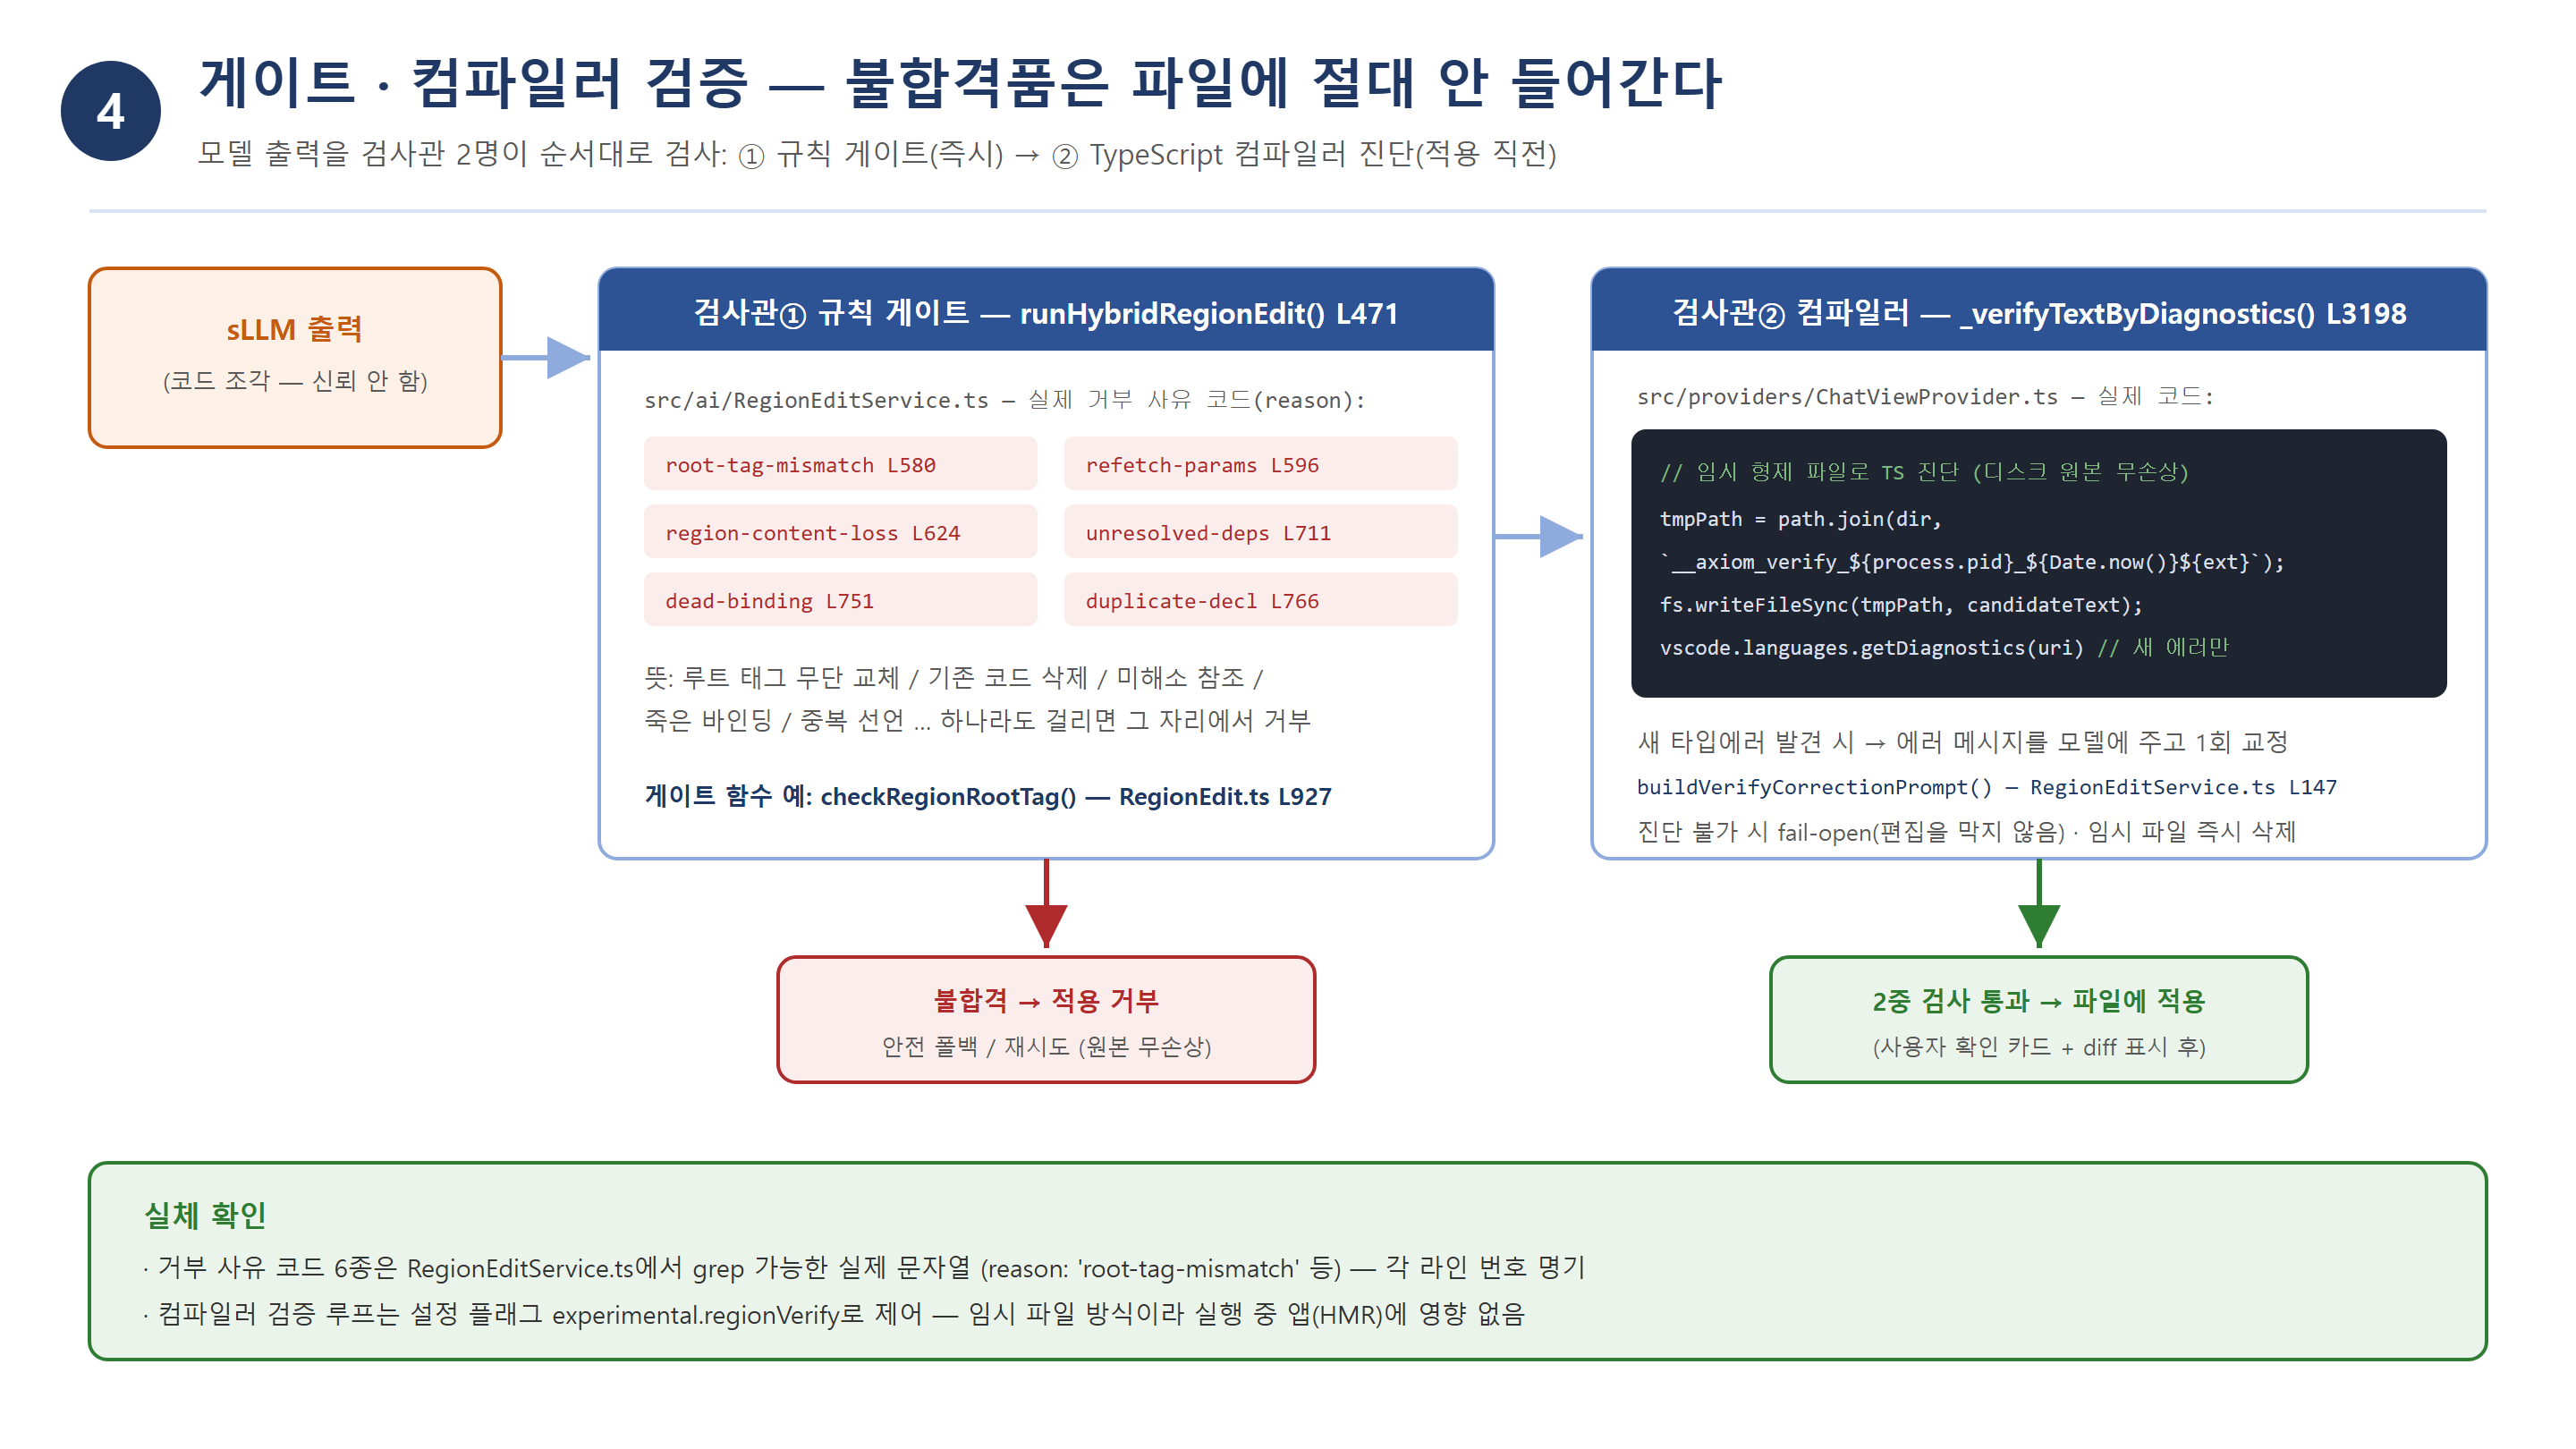 4
게이트 · 컴파일러 검증 — 불합격품은 파일에 절대 안 들어간다
모델 출력을 검사관 2명이 순서대로 검사: ① 규칙 게이트(즉시) → ② TypeScript 컴파일러 진단(적용 직전)
sLLM 출력
(코드 조각 — 신뢰 안 함)
검사관① 규칙 게이트 — runHybridRegionEdit() L471
src/ai/RegionEditService.ts — 실제 거부 사유 코드(reason):
root-tag-mismatch L580
refetch-params L596
region-content-loss L624
unresolved-deps L711
dead-binding L751
duplicate-decl L766
뜻: 루트 태그 무단 교체 / 기존 코드 삭제 / 미해소 참조 /
죽은 바인딩 / 중복 선언 ... 하나라도 걸리면 그 자리에서 거부
게이트 함수 예: checkRegionRootTag() — RegionEdit.ts L927
검사관② 컴파일러 — _verifyTextByDiagnostics() L3198
src/providers/ChatViewProvider.ts — 실제 코드:
// 임시 형제 파일로 TS 진단 (디스크 원본 무손상)
tmpPath = path.join(dir,
`__axiom_verify_${process.pid}_${Date.now()}${ext}`);
fs.writeFileSync(tmpPath, candidateText);
vscode.languages.getDiagnostics(uri) // 새 에러만
새 타입에러 발견 시 → 에러 메시지를 모델에 주고 1회 교정
buildVerifyCorrectionPrompt() — RegionEditService.ts L147
진단 불가 시 fail-open(편집을 막지 않음) · 임시 파일 즉시 삭제
불합격 → 적용 거부
안전 폴백 / 재시도 (원본 무손상)
2중 검사 통과 → 파일에 적용
(사용자 확인 카드 + diff 표시 후)
실체 확인
· 거부 사유 코드 6종은 RegionEditService.ts에서 grep 가능한 실제 문자열 (reason: 'root-tag-mismatch' 등) — 각 라인 번호 명기
· 컴파일러 검증 루프는 설정 플래그 experimental.regionVerify로 제어 — 임시 파일 방식이라 실행 중 앱(HMR)에 영향 없음